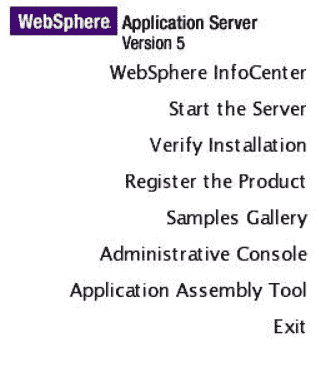 WebSphere. Application Server
Version 5
WebSphere InfoCenter
Start the Server
Verify Installation
Register the Product
Samples Gallery
Administrative Console
Application Assembly Tool
Exit